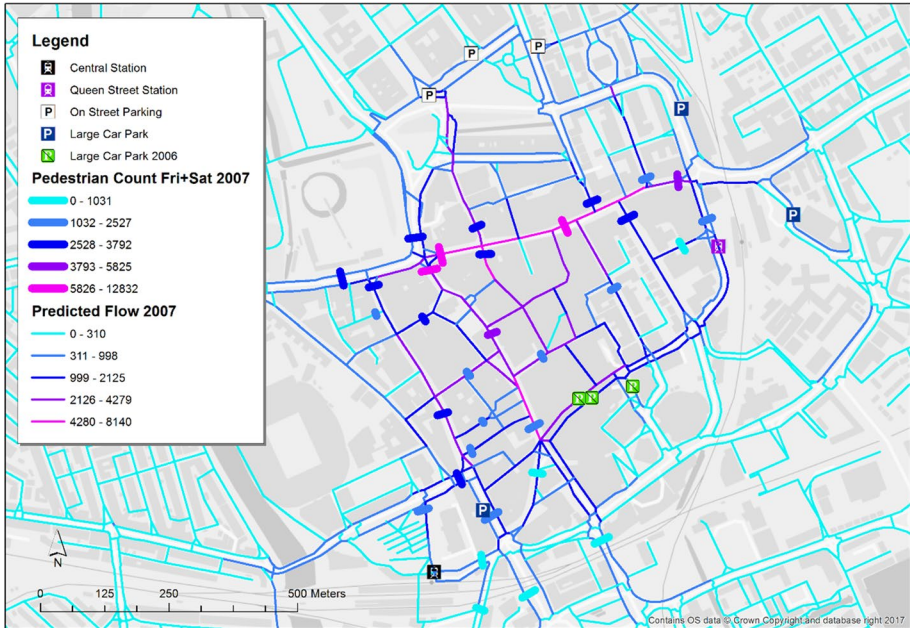 Legend
Central Station
Queen Street Station
P On Street Parking
P Large Car Park
Large Car Park 2006
Pedestrian Count Fri+Sat 2007
0 - 1031
1032 - 2527
2528 - 3792
3793 - 5825
5826 - 12832
Predicted Flow 2007
0 - 310
311 - 998
999 - 2125
2126 - 4279
4280 - 8140
P
P
P
P
P
P
N
0 125 250 500 Meters
Contains OS data © Crown Copyright and database right 2017